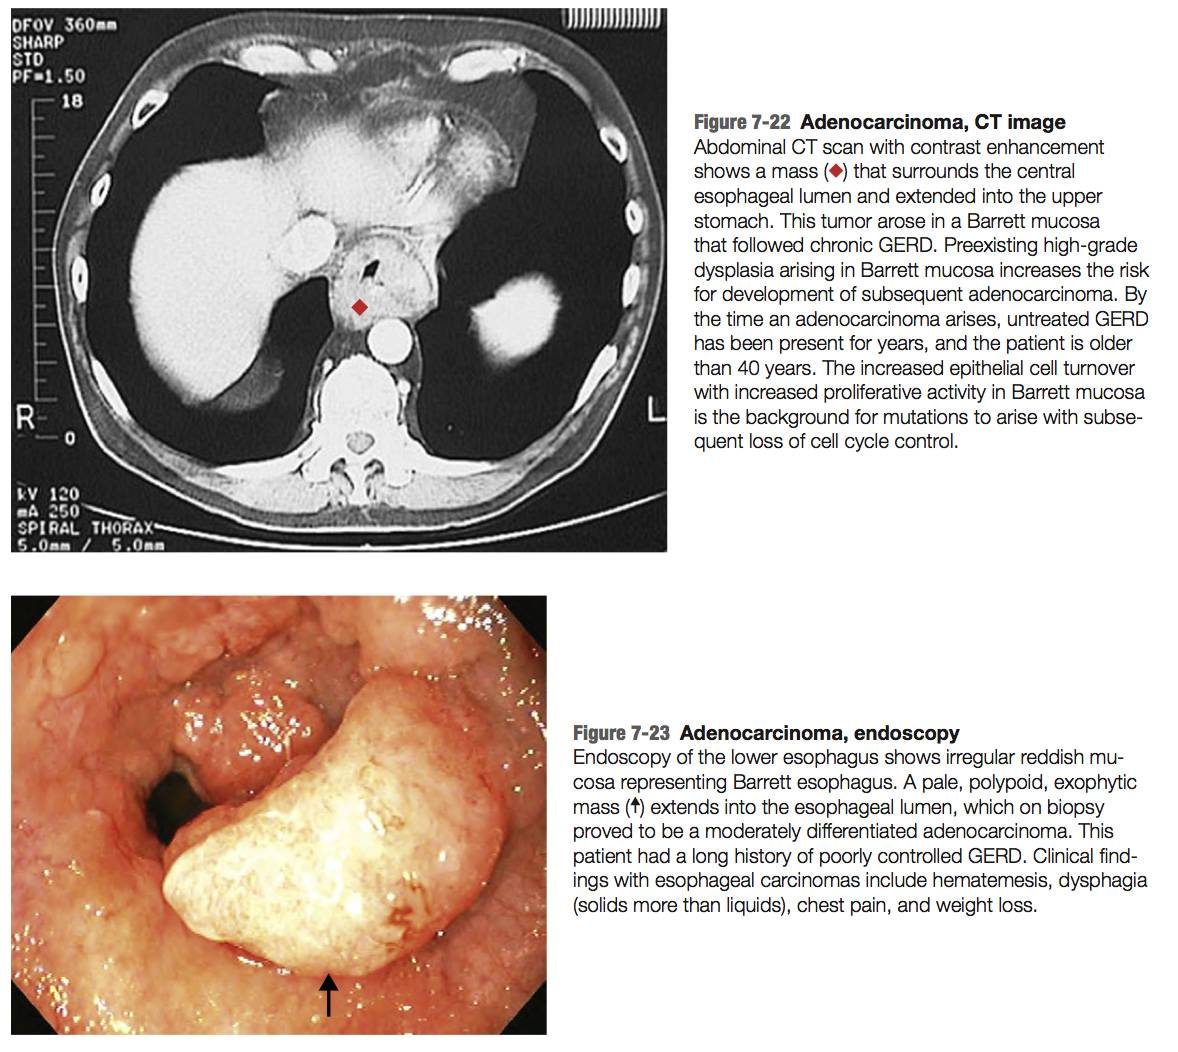 DFOV 360mm
SHARP
STD
PF=1.50
18
R
L
0
kV 120
mA 250
SPIRAL THORAX
5.0mm / 5.0mm
Figure 7-22 Adenocarcinoma, CT image
Abdominal CT scan with contrast enhancement
shows a mass (◆) that surrounds the central
esophageal lumen and extended into the upper
stomach. This tumor arose in a Barrett mucosa
that followed chronic GERD. Preexisting high-grade
dysplasia arising in Barrett mucosa increases the risk
for development of subsequent adenocarcinoma. By
the time an adenocarcinoma arises, untreated GERD
has been present for years, and the patient is older
than 40 years. The increased epithelial cell turnover
with increased proliferative activity in Barrett mucosa
is the background for mutations to arise with subse-
quent loss of cell cycle control.
Figure 7-23 Adenocarcinoma, endoscopy
Endoscopy of the lower esophagus shows irregular reddish mu-
cosa representing Barrett esophagus. A pale, polypoid, exophytic
mass (↑) extends into the esophageal lumen, which on biopsy
proved to be a moderately differentiated adenocarcinoma. This
patient had a long history of poorly controlled GERD. Clinical find-
ings with esophageal carcinomas include hematemesis, dysphagia
(solids more than liquids), chest pain, and weight loss.